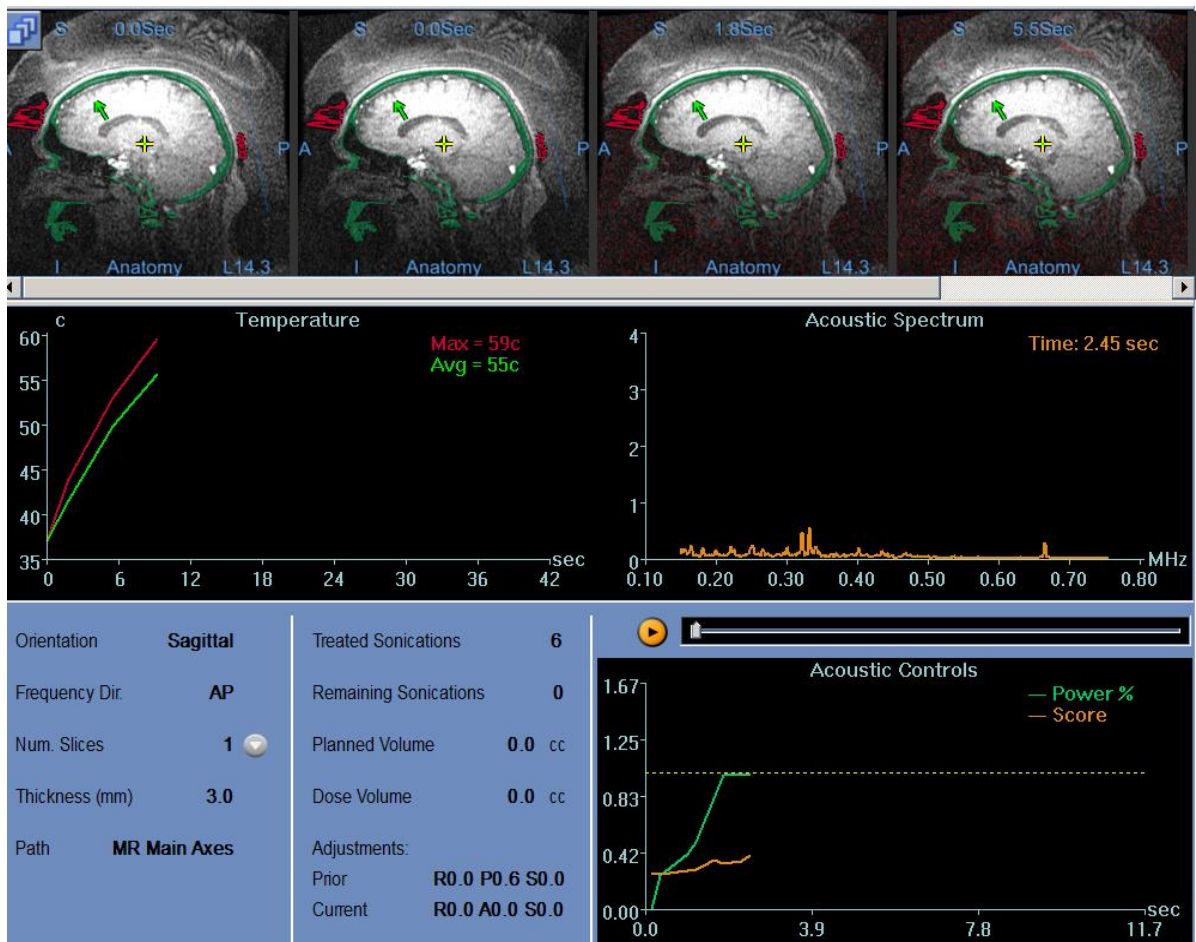 S 0.0Sec S 0.0Sec S 1.8Sec S 5.5Sec
A P A P A P A P
I Anatomy L14.3 I Anatomy L14.3 I Anatomy L14.3 I Anatomy L14.3
c Temperature
Max = 59c
Avg = 55c
60
55
50
45
40
35
0 6 12 18 24 30 36 42 sec
Acoustic Spectrum
Time: 2.45 sec
4
3
2
1
0
0.10 0.20 0.30 0.40 0.50 0.60 0.70 0.80 MHz
Orientation Sagittal
Frequency Dir. AP
Num. Slices 1
Thickness (mm) 3.0
Path MR Main Axes
Treated Sonications 6
Remaining Sonications 0
Planned Volume 0.0 cc
Dose Volume 0.0 cc
Adjustments:
Prior R0.0 P0.6 S0.0
Current R0.0 A0.0 S0.0
Acoustic Controls
Power %
Score
1.67
1.25
0.83
0.42
0.00
0.0 3.9 7.8 11.7 sec